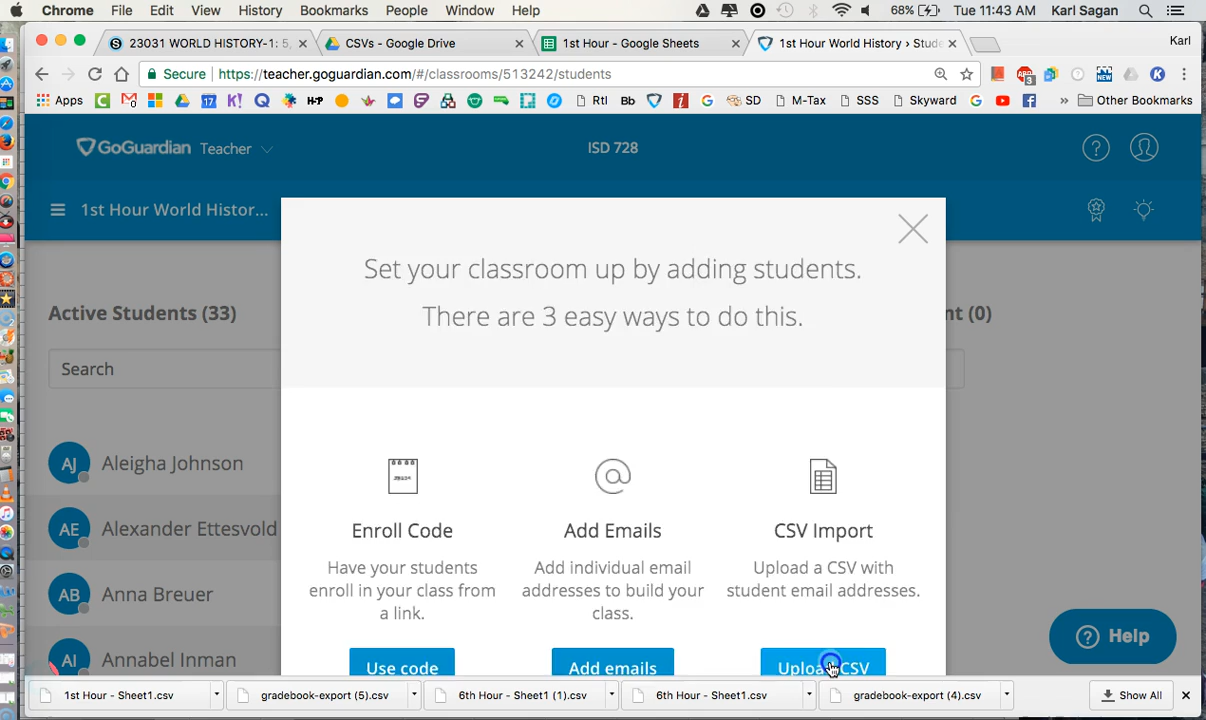 Chrome File Edit View History Bookmarks People Window Help 68% Tue 11:43 AM Karl Sagan
23031 WORLD HISTORY-1: 5, CSVs - Google Drive 1st Hour - Google Sheets 1st Hour World History › Stude Karl
Secure https://teacher.goguardian.com/#/classrooms/513242/students
Apps Rtl Bb SD M-Tax SSS Skyward » Other Bookmarks
GoGuardian Teacher ISD 728
1st Hour World Histor...
Set your classroom up by adding students.
There are 3 easy ways to do this.
Active Students (33)
nt (0)
Search
AJ Aleigha Johnson
AE Alexander Ettesvold
AB Anna Breuer
AI Annabel Inman
Enroll Code
Have your students
enroll in your class from
a link.
Use code
Add Emails
Add individual email
addresses to build your
class.
Add emails
CSV Import
Upload a CSV with
student email addresses.
Upload CSV
Help
1st Hour - Sheet1.csv gradebook-export (5).csv 6th Hour - Sheet1 (1).csv 6th Hour - Sheet1.csv gradebook-export (4).csv Show All